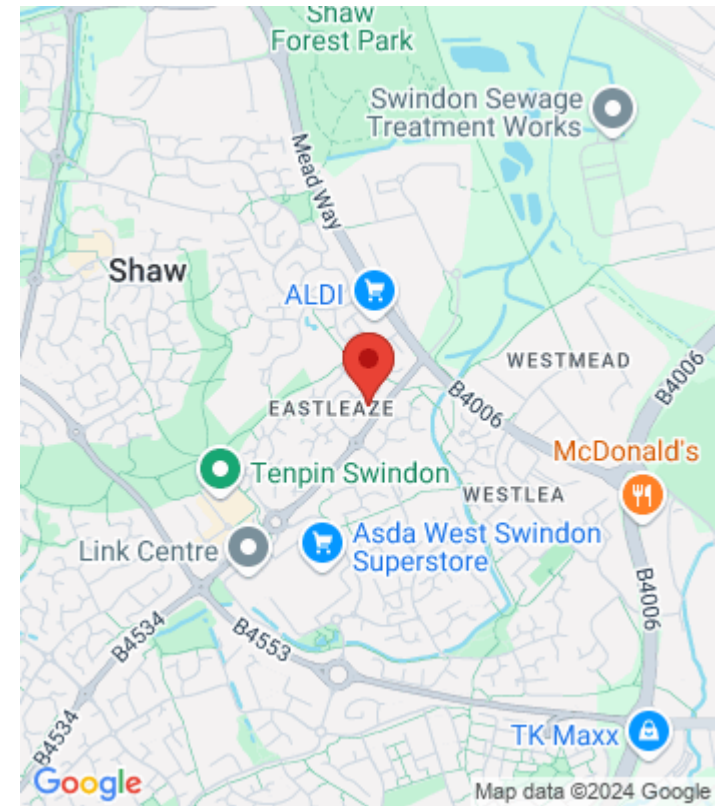 Shaw
Forest Park
Swindon Sewage
Treatment Works
Mead Way
Shaw
ALDI
WESTMEAD
B4006
B4006
EASTLEAZE
McDonald's
Tenpin Swindon
WESTLEA
Asda West Swindon
Superstore
Link Centre
B4006
B4534
B4553
B4534
TK Maxx
Google
Map data ©2024 Google